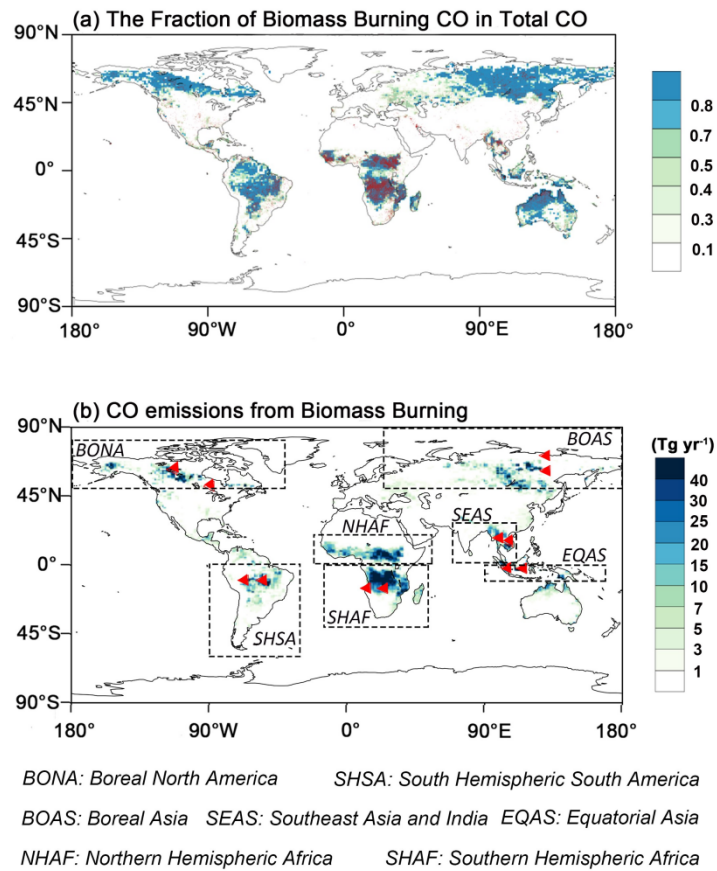 (a) The Fraction of Biomass Burning CO in Total CO
90°N
45°N
0°
45°S
90°S
180° 90°W 0° 90°E 180°
0.8
0.7
0.5
0.4
0.3
0.1
(b) CO emissions from Biomass Burning
(Tg yr⁻¹)
90°N
45°N
0°
45°S
90°S
180° 90°W 0° 90°E 180°
BONA
BOAS
NHAF
SEAS
EQAS
SHSA
SHAF
40
30
25
20
15
10
7
5
3
1
BONA: Boreal North America SHSA: South Hemispheric South America
BOAS: Boreal Asia SEAS: Southeast Asia and India EQAS: Equatorial Asia
NHAF: Northern Hemispheric Africa SHAF: Southern Hemispheric Africa